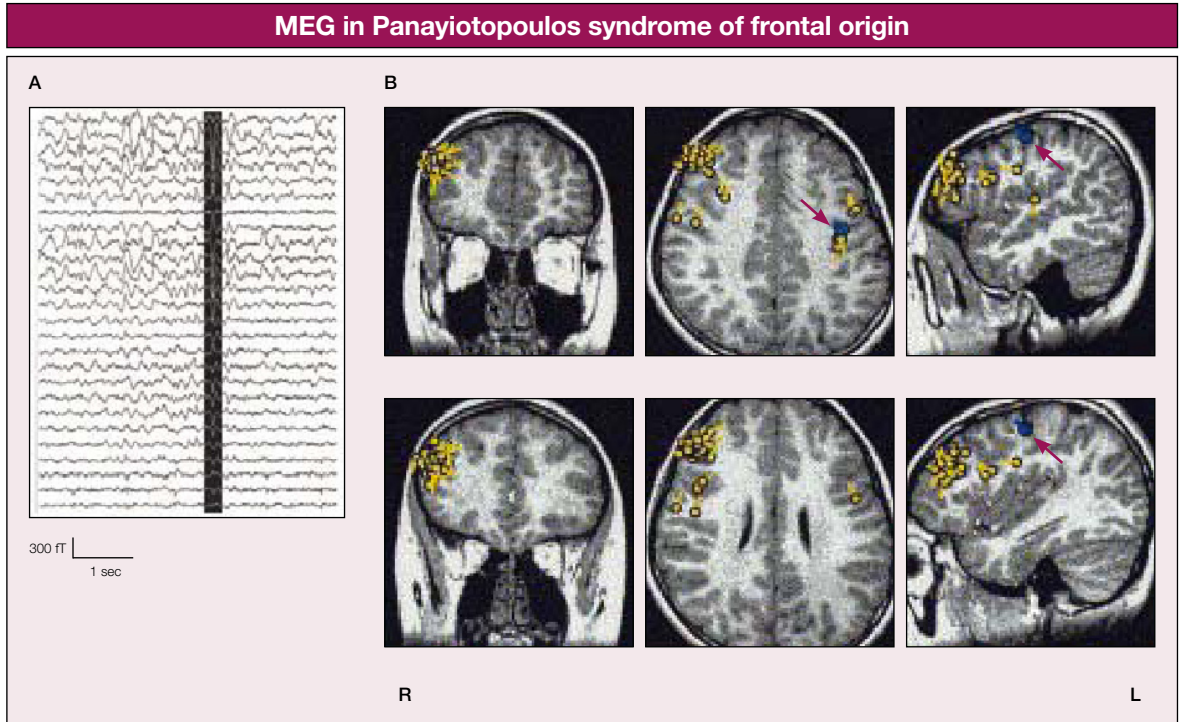 MEG in Panayiotopoulos syndrome of frontal origin
A
B
300 fT
1 sec
R
L